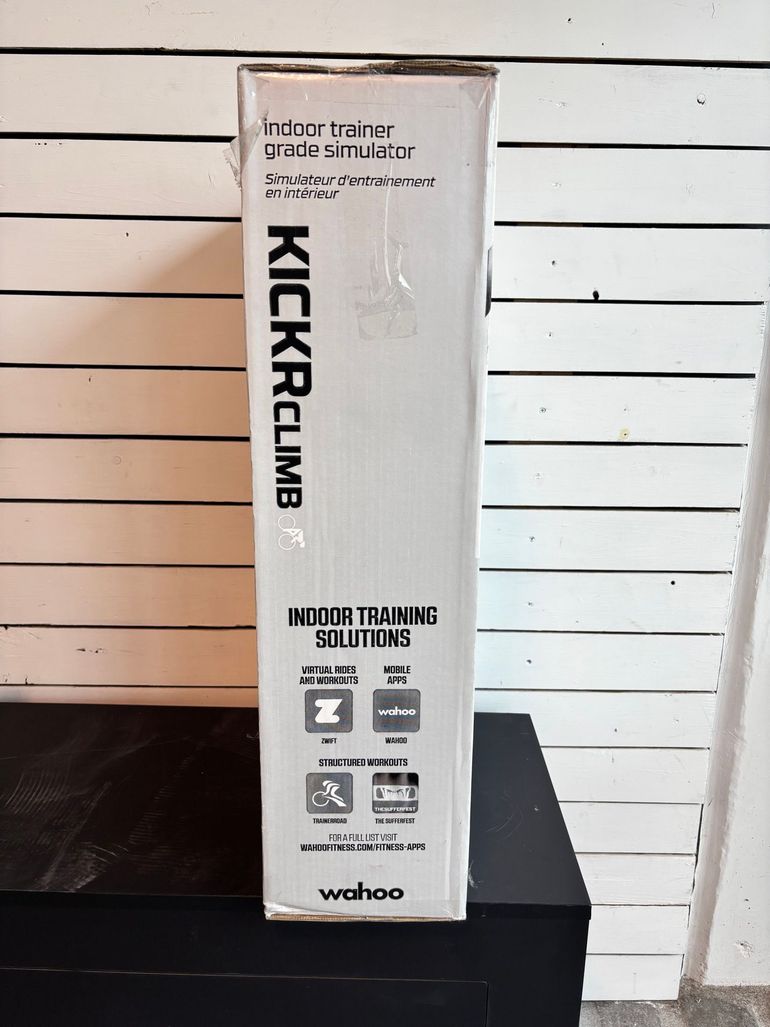 indoor trainer
grade simulator
Simulateur d'entrainement
en intérieur
KICKR CLIMB
INDOOR TRAINING
SOLUTIONS
VIRTUAL RIDES
AND WORKOUTS
MOBILE
APPS
Z
wahoo
ZWIFT
WAHOO
STRUCTURED WORKOUTS
THESUFFERFEST
TRAINERROAD
THE SUFFERFEST
FOR A FULL LIST VISIT
WAHOOFITNESS.COM/FITNESS-APPS
wahoo